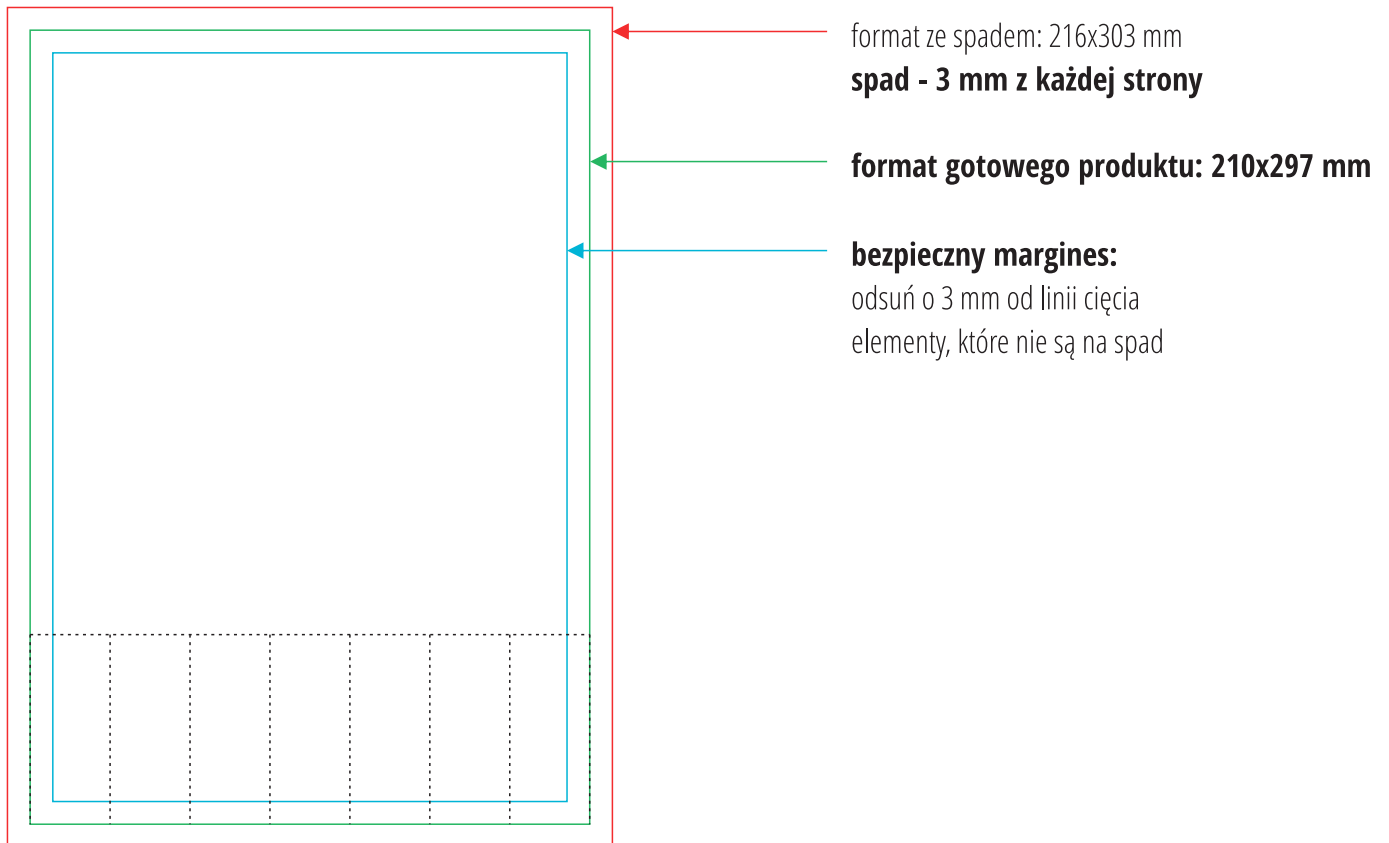 format ze spadem: 216x303 mm
spad - 3 mm z każdej strony
format gotowego produktu: 210x297 mm
bezpieczny margines:
odsuń o 3 mm od linii cięcia
elementy, które nie są na spad